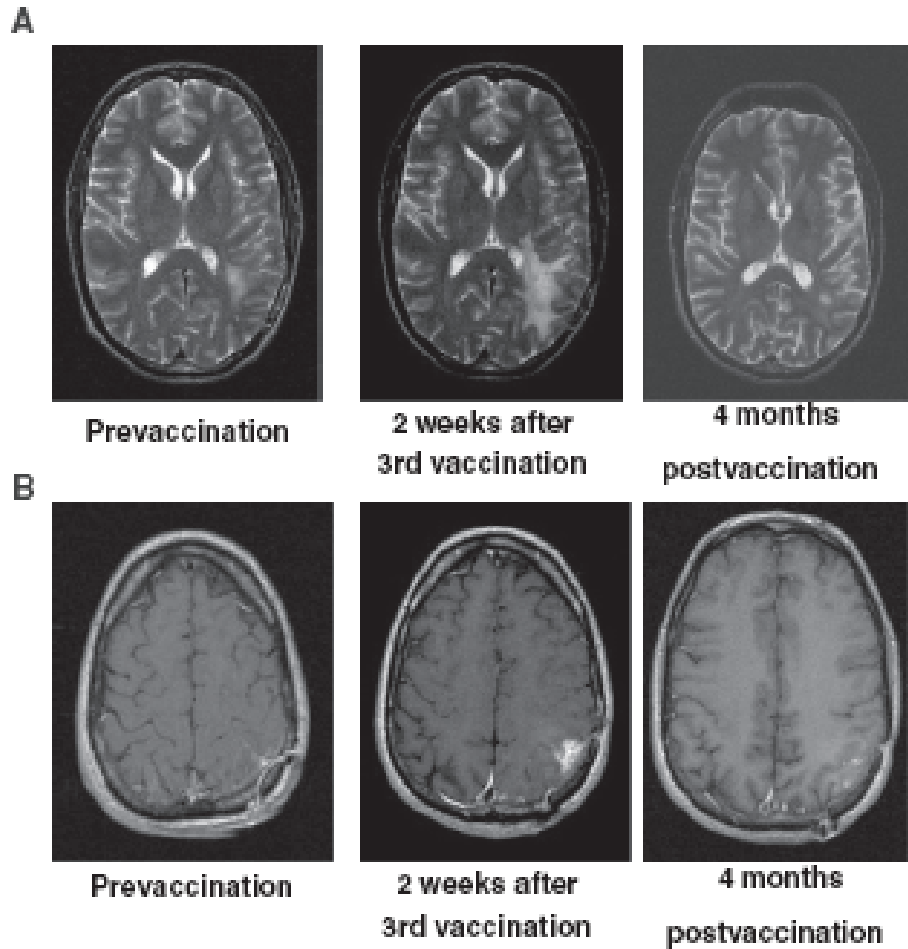 A
Prevaccination
2 weeks after
3rd vaccination
4 months
postvaccination
B
Prevaccination
2 weeks after
3rd vaccination
4 months
postvaccination